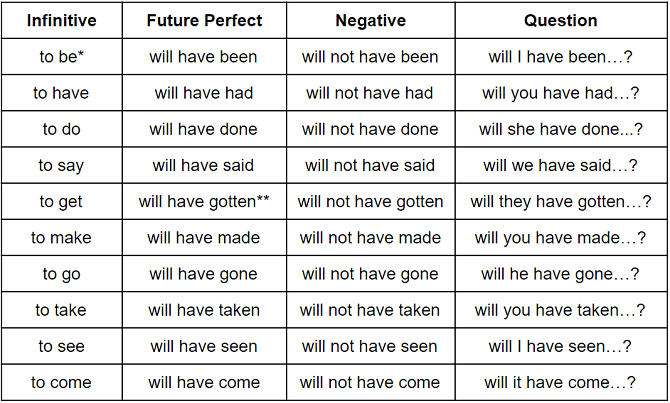 Infinitive Future Perfect Negative Question
to be* will have been will not have been will I have been…?
to have will have had will not have had will you have had…?
to do will have done will not have done will she have done...?
to say will have said will not have said will we have said…?
to get will have gotten** will not have gotten will they have gotten…?
to make will have made will not have made will you have made…?
to go will have gone will not have gone will he have gone…?
to take will have taken will not have taken will you have taken…?
to see will have seen will not have seen will I have seen…?
to come will have come will not have come will it have come…?